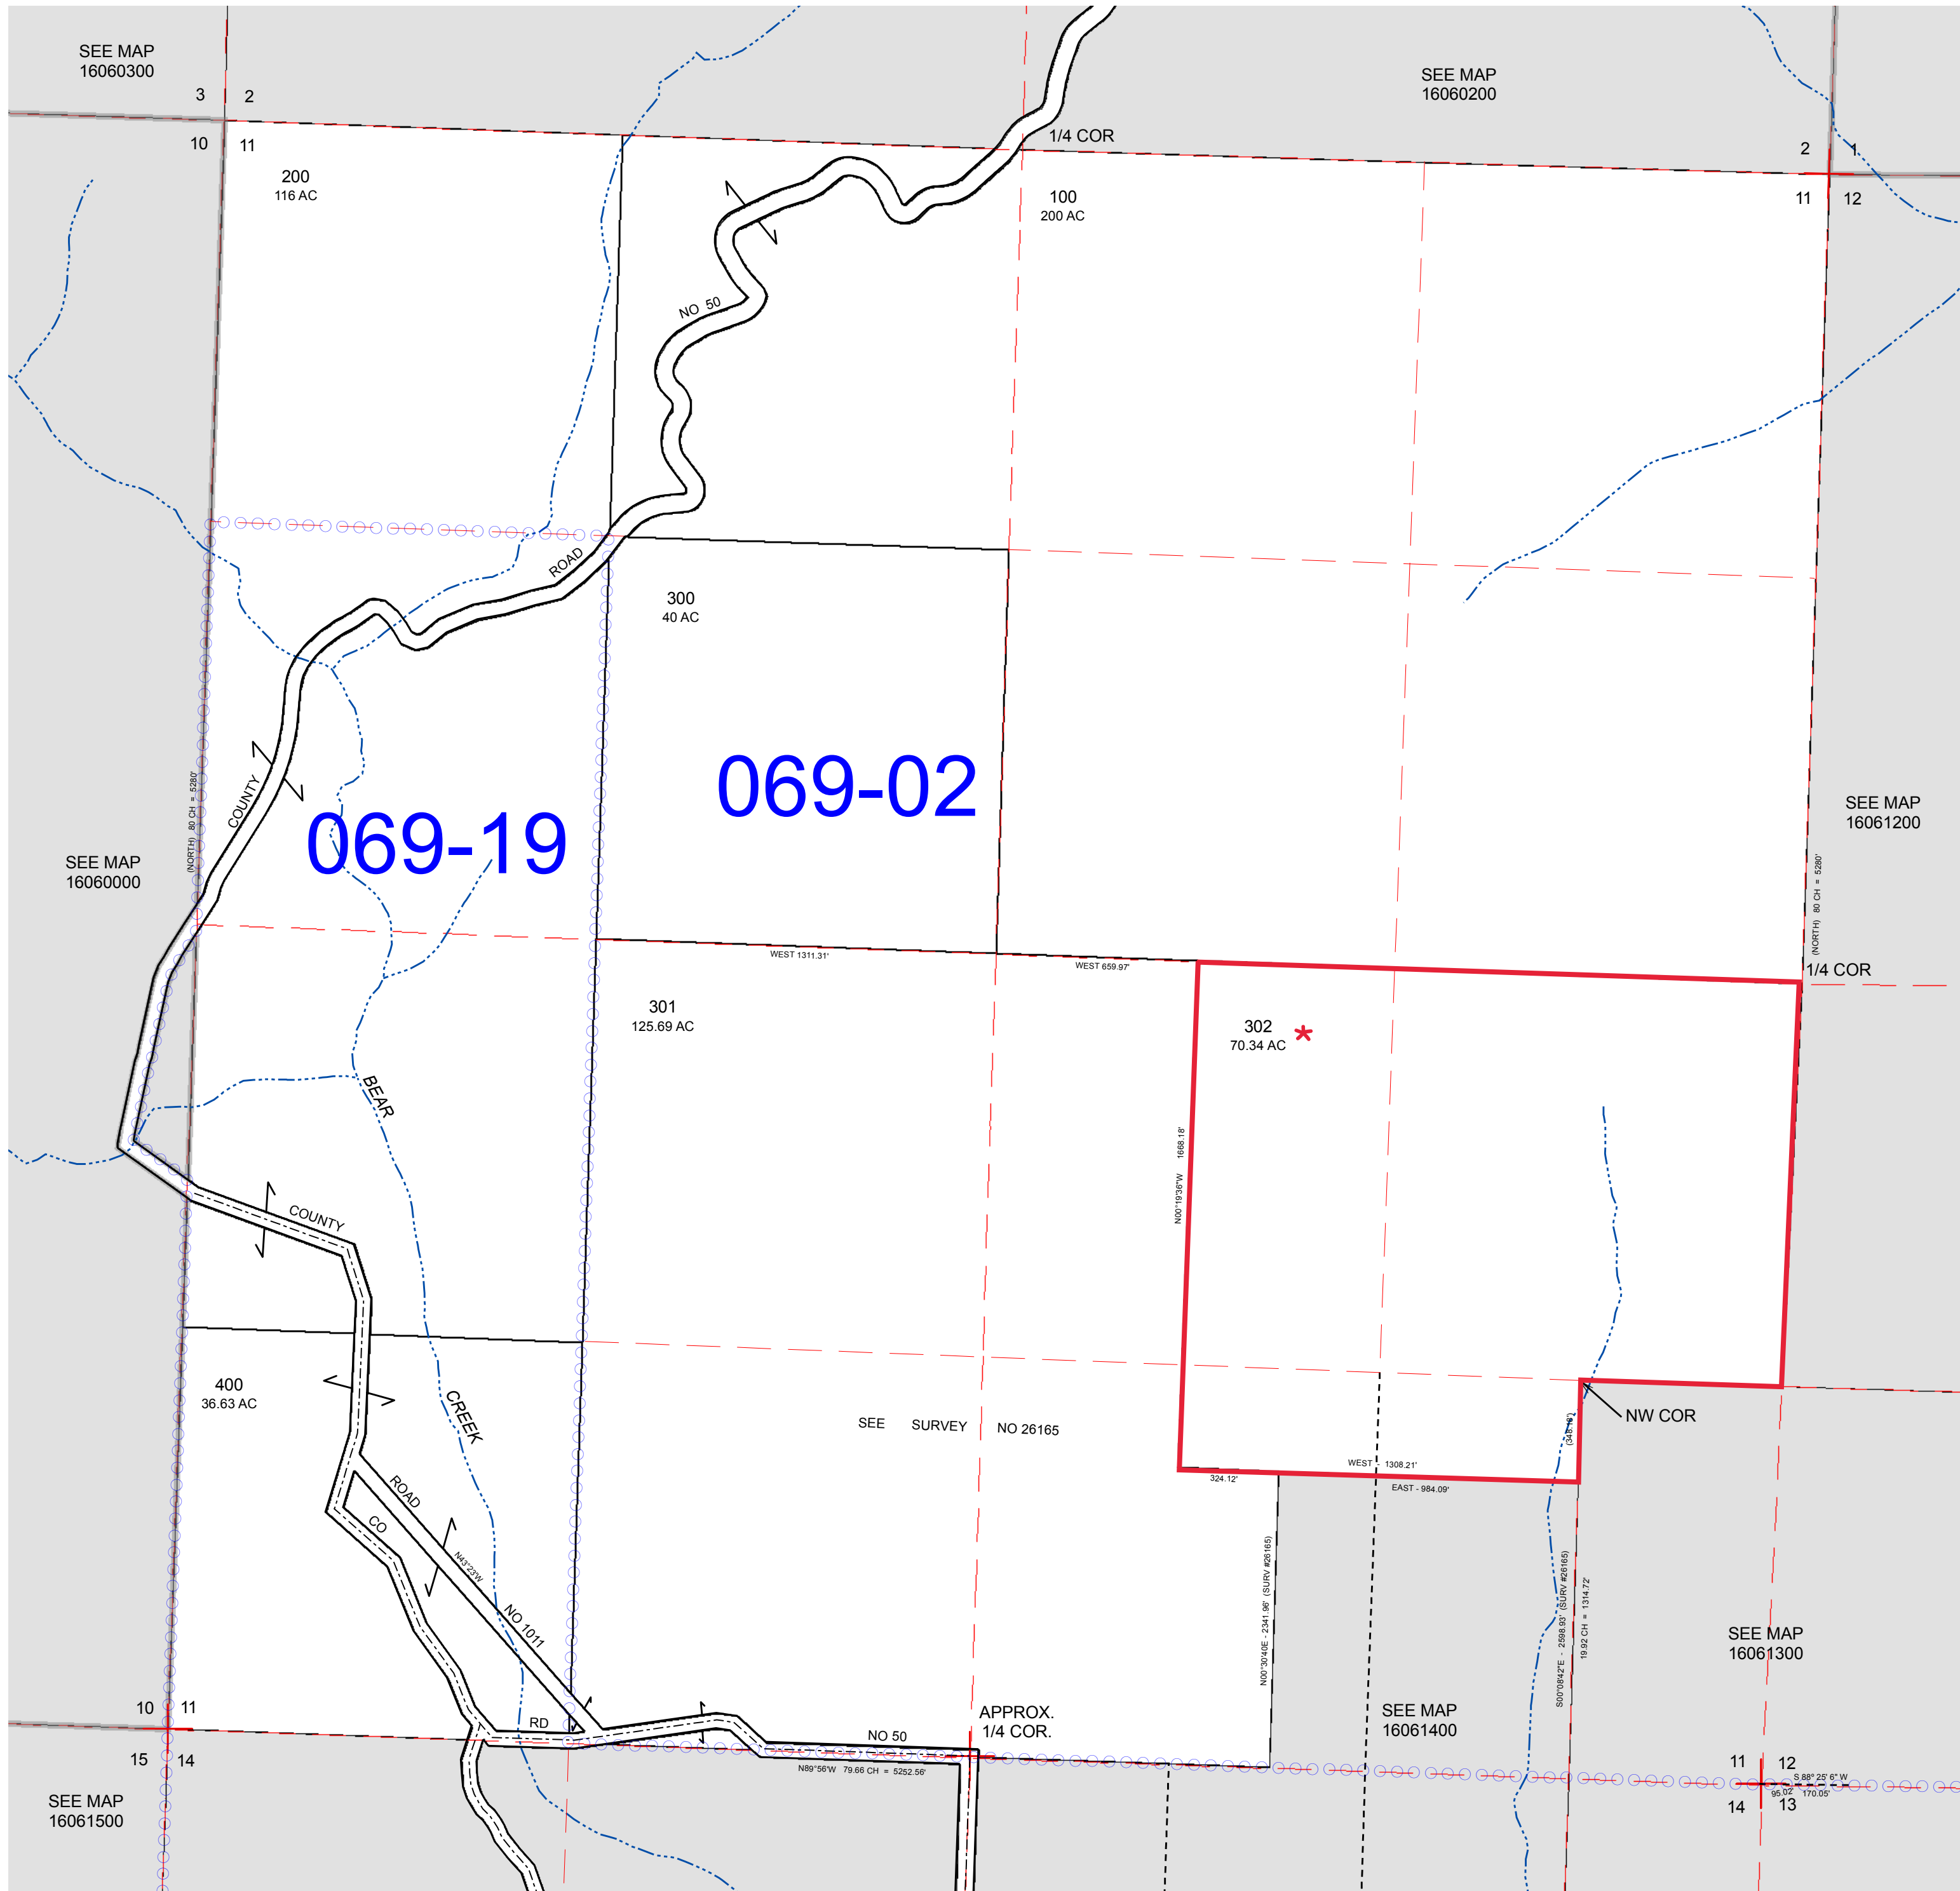 SEE MAP
16060300
SEE MAP
16060200
3 2
10 11
1/4 COR
2 1
11 12
200
116 AC
100
200 AC
NO 50
ROAD
300
40 AC
COUNTY
069-19
069-02
(NORTH) 80 CH = 5280'
SEE MAP
16060000
SEE MAP
16061200
(NORTH) 80 CH = 5280'
1/4 COR
WEST 1311.31'
WEST 659.97'
301
125.69 AC
302
70.34 AC *
BEAR
CREEK
N00°19'36"W 1668.18'
COUNTY
400
36.63 AC
SEE SURVEY NO 26165
NW COR
WEST - 1308.21'
324.12'
EAST - 984.09'
ROAD
CO
N43°23'W
NO 1011
N00°30'40E - 2341.96' (SURV #26165)
S00°08'42"E - 2598.93' (SURV #26165)
19.92 CH = 1314.72'
SEE MAP
16061300
SEE MAP
16061400
APPROX.
1/4 COR.
RD
NO 50
N89°56'W 79.66 CH = 5252.56'
10 11
15 14
SEE MAP
16061500
11 12
14 13
S 88° 25' 6" W
95.02' 170.05'